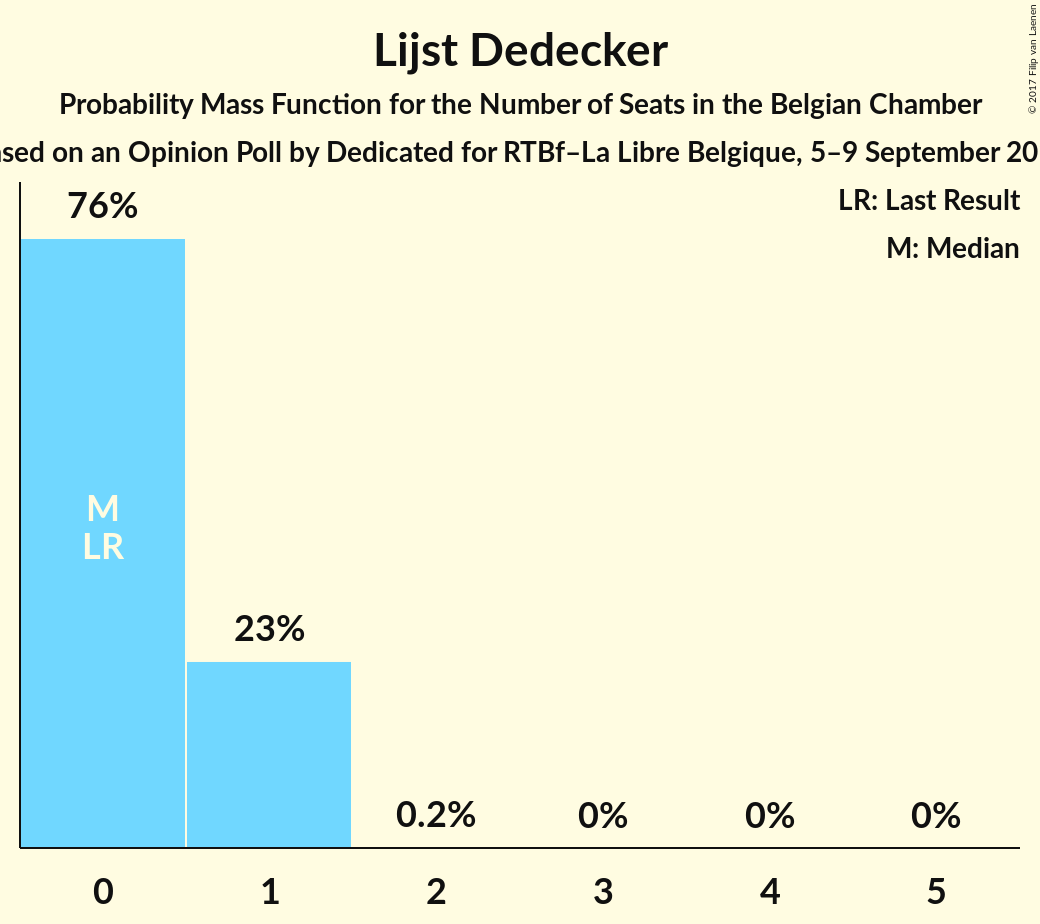 Lijst Dedecker
Probability Mass Function for the Number of Seats in the Belgian Chamber
on an Opinion Poll by Dedicated for RTBf–La Libre Belgique, 5–9 September
© 2017 Filip van Laenen
LR: Last Result
M: Median
76%
M
LR
23%
0.2%
0%
0%
0%
0 1 2 3 4 5